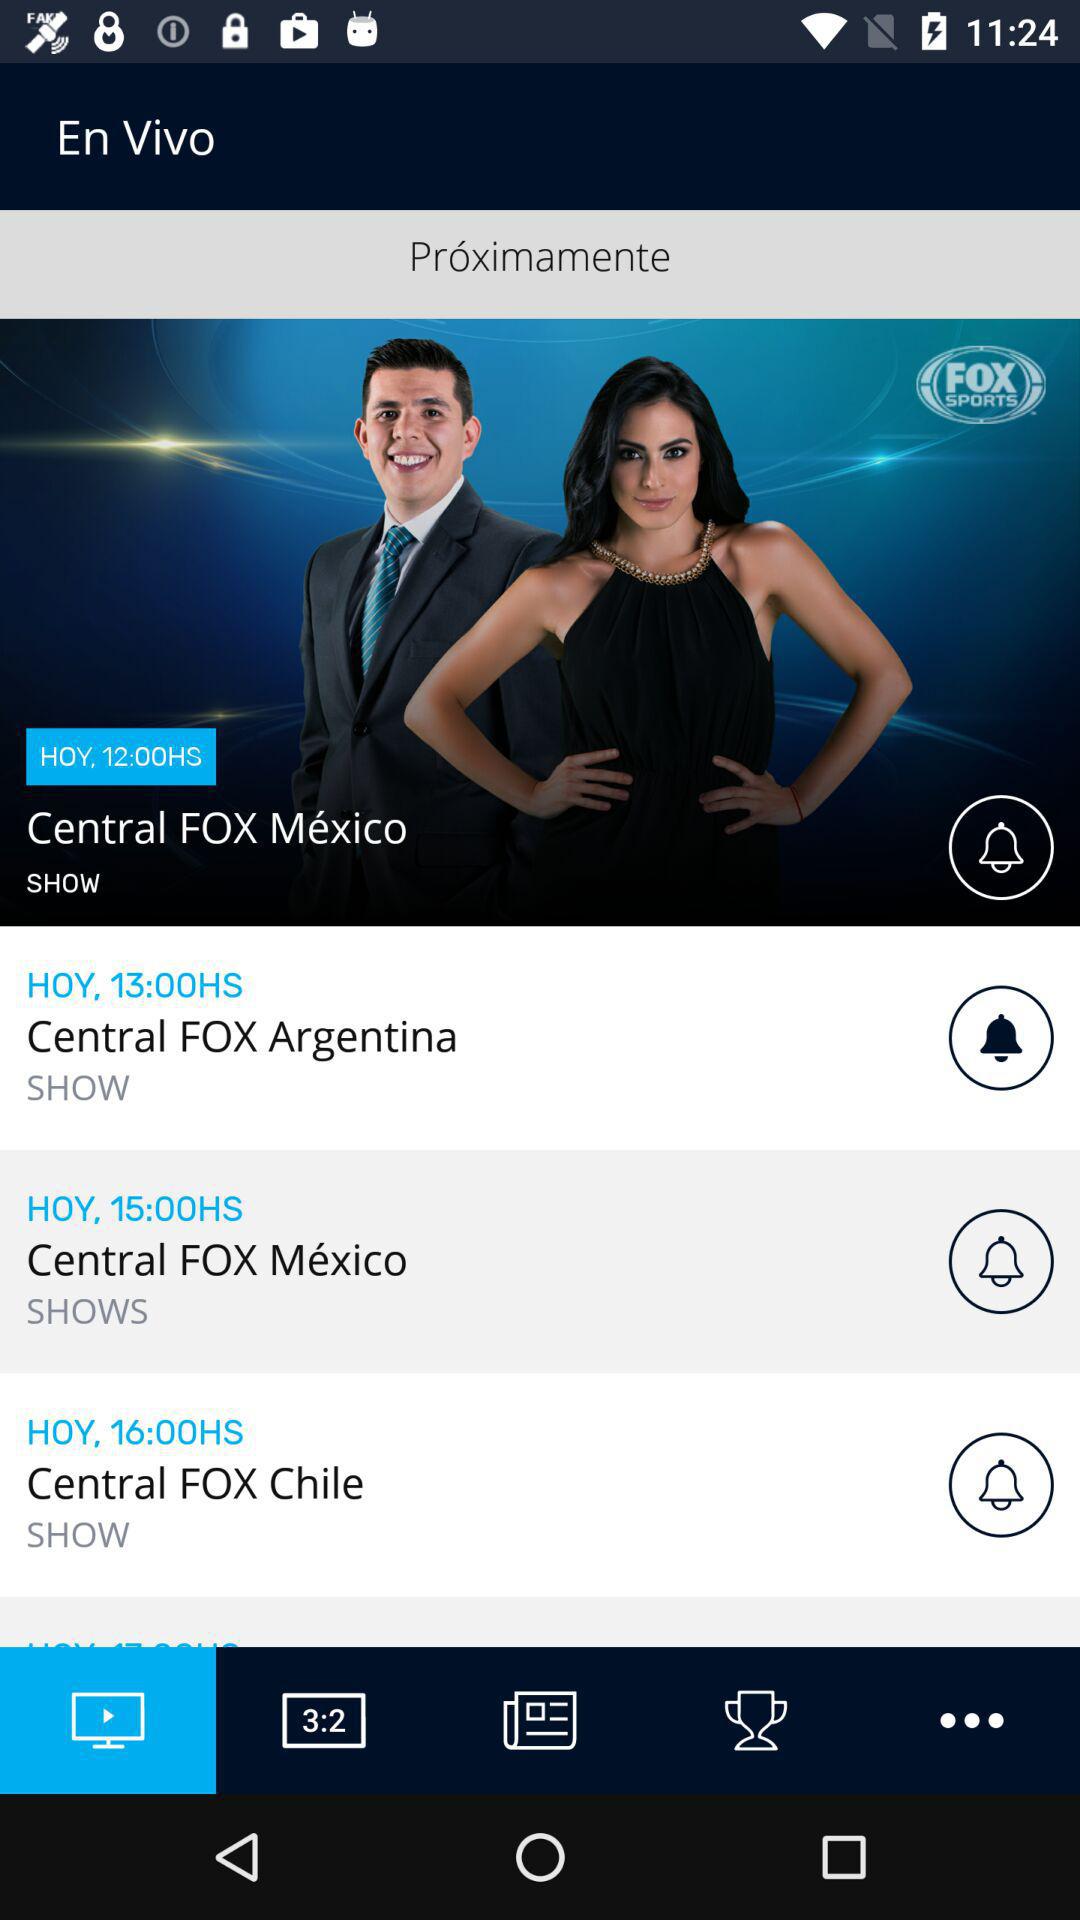 FAKE
11:24
En Vivo
Próximamente
FOX
SPORTS
HOY, 12:00HS
Central FOX México
SHOW
HOY, 13:00HS
Central FOX Argentina
SHOW
HOY, 15:00HS
Central FOX México
SHOWS
HOY, 16:00HS
Central FOX Chile
SHOW
3:2